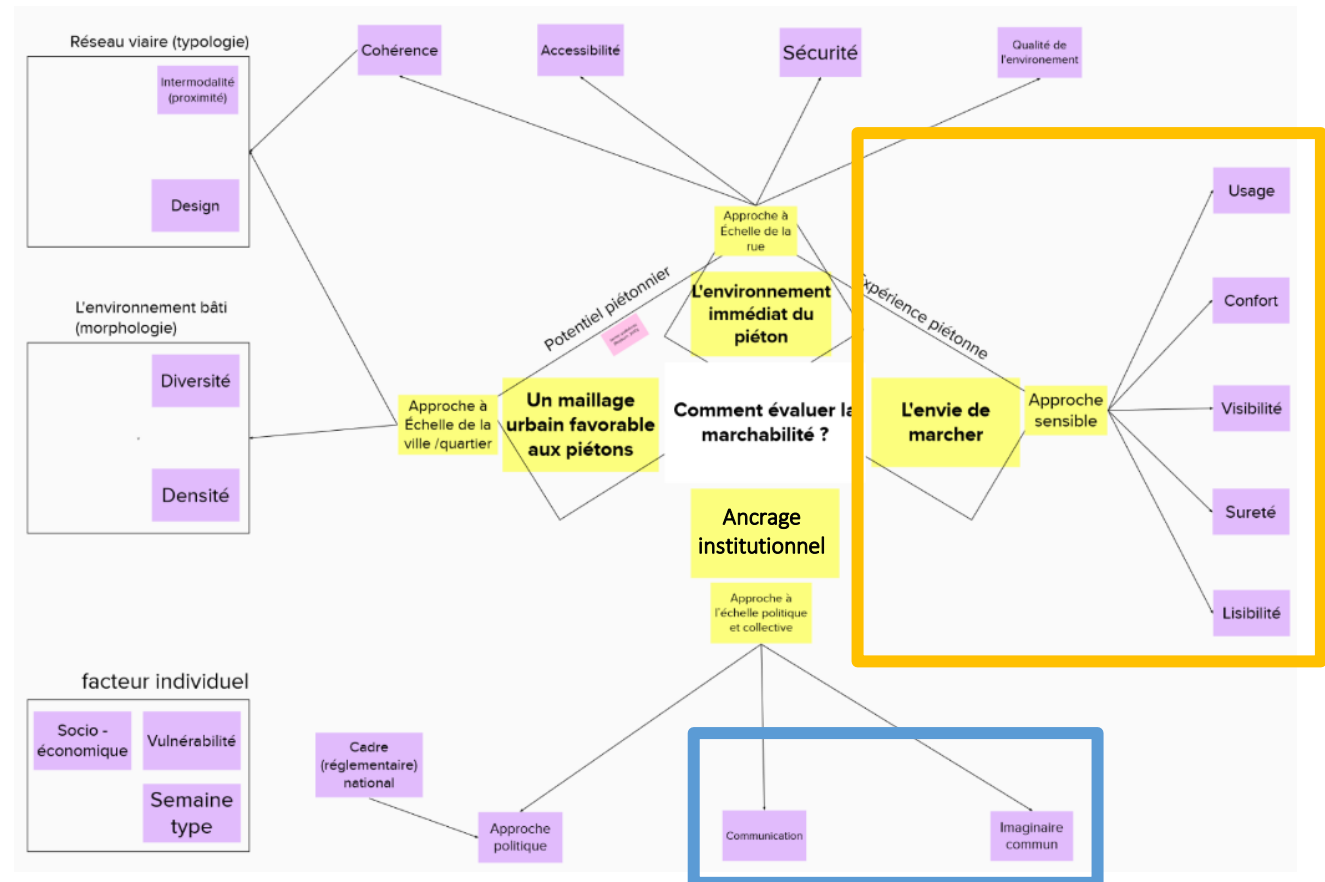 Réseau viaire (typologie)
Intermodalité
(proximité)
Design
Cohérence
Accessibilité
Sécurité
Qualité de
l'environement
Approche à
Échelle de la
rue
L'environnement
immédiat du
piéton
Potentiel piétonnier
Expérience piétonne
L'environnement bâti
(morphologie)
Diversité
Densité
Approche à
Échelle de la
ville /quartier
Un maillage
urbain favorable
aux piétons
Comment évaluer la
marchabilité ?
L'envie de
marcher
Approche
sensible
Usage
Confort
Visibilité
Sureté
Lisibilité
Ancrage
institutionnel
Approche à
l'échelle politique
et collective
facteur individuel
Socio -
économique
Vulnérabilité
Semaine
type
Cadre
(réglementaire)
national
Approche
politique
Communication
Imaginaire
commun